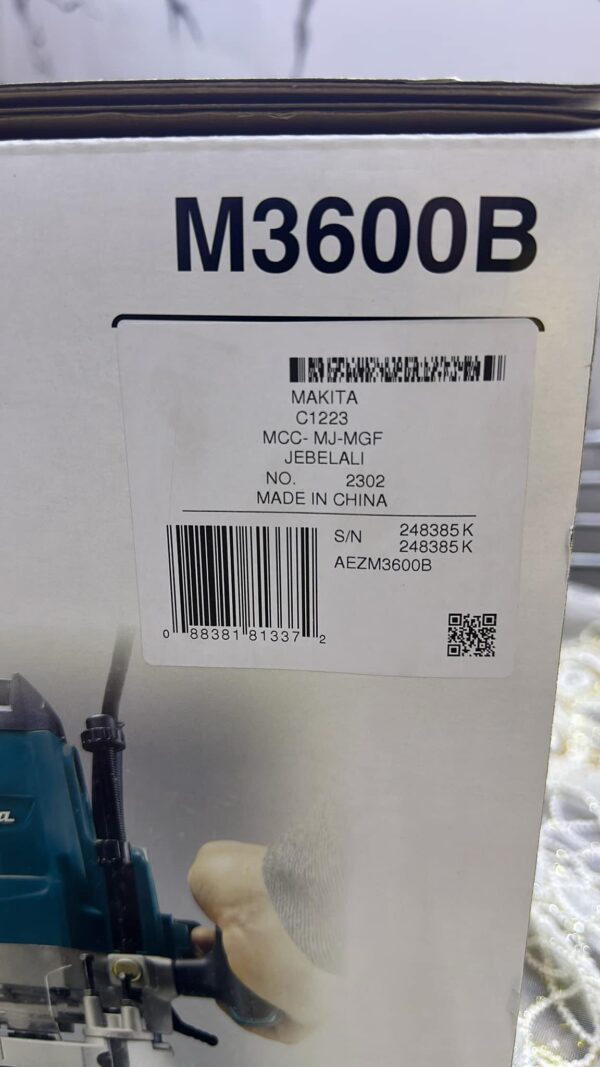 M3600B
MAKITA
C1223
MCC- MJ-MGF
JEBELALI
NO. 2302
MADE IN CHINA
S/N 248385 K
248385 K
AEZM3600B
0 88381 81337 2